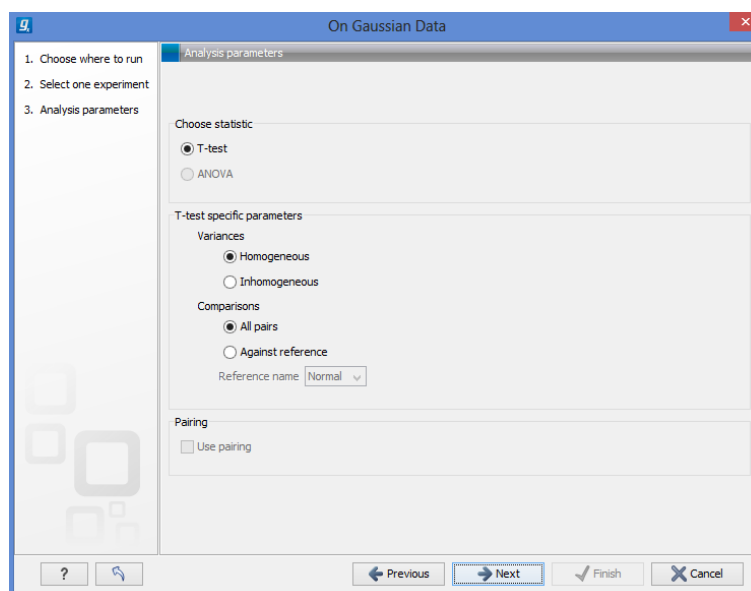 On Gaussian Data
1. Choose where to run
2. Select one experiment
3. Analysis parameters
Analysis parameters
Choose statistic
T-test
ANOVA
T-test specific parameters
Variances
Homogeneous
Inhomogeneous
Comparisons
All pairs
Against reference
Reference name Normal
Pairing
Use pairing
? Previous Next Finish Cancel